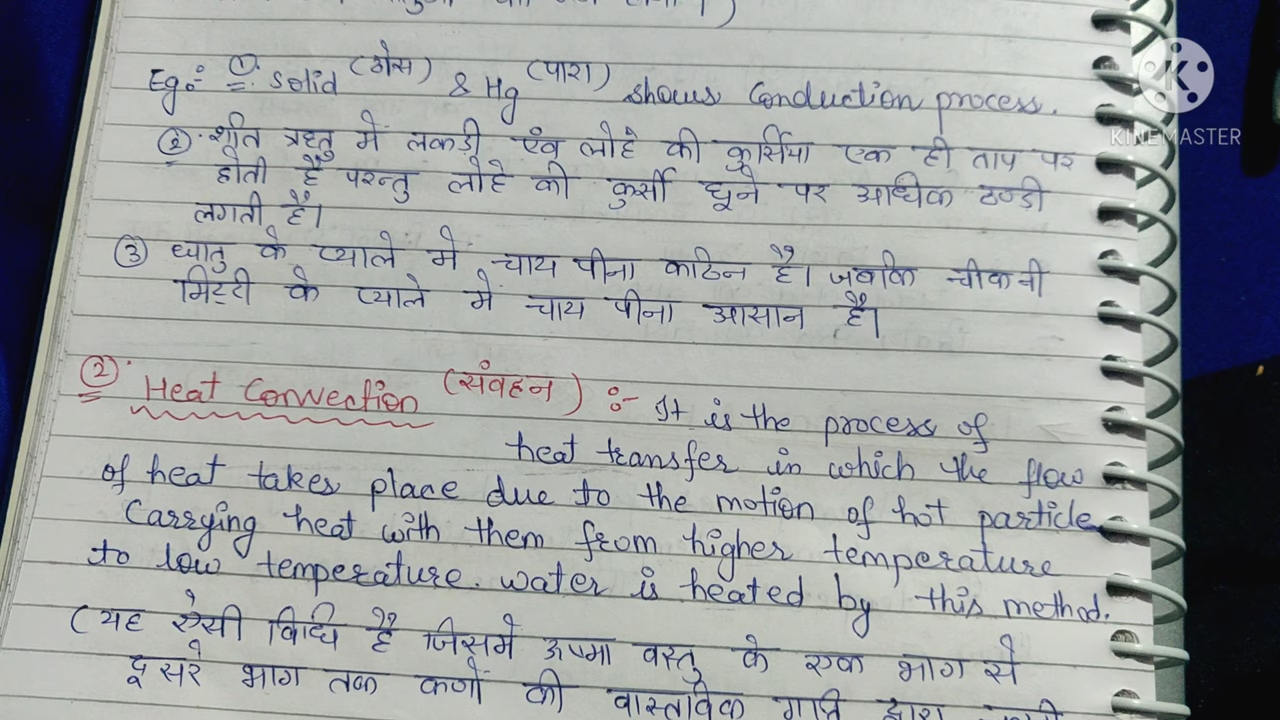 Eg:- ① Solid (ठोस) & Hg (पारा) shows Conduction process.
② शीत ऋतु में लकड़ी एंव लोहे की कुर्सिया एक ही ताप पर
होती हैं परन्तु लोहे की कुर्सी छूने पर अधिक ठण्डी
लगती हैं।
③ धातु के प्याले में चाय पीना कठिन है। जबकि चीकनी
मिट्टी के प्याले में चाय पीना आसान है।
② Heat Convection (संवहन) :- It is the process of
heat transfer in which the flow
of heat takes place due to the motion of hot particle
Carrying heat with them from higher temperature
to low temperature. water is heated by this method.
(यह ऐसी विधि है जिसमें ऊष्मा वस्तु के एक भाग से
दूसरे भाग तक कणों की वास्तविक गति द्वारा
KINEMASTER